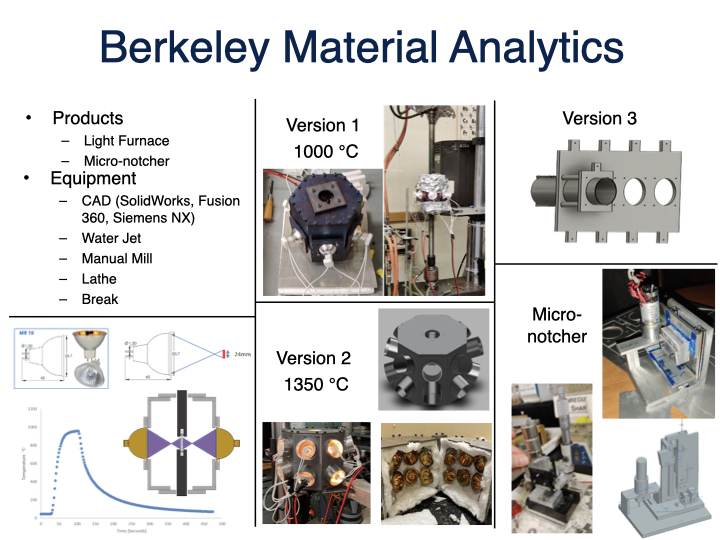 Berkeley Material Analytics
• Products
– Light Furnace
– Micro-notcher
• Equipment
– CAD (SolidWorks, Fusion
360, Siemens NX)
– Water Jet
– Manual Mill
– Lathe
– Break
MR 16
45
45
24mm
1200
1000
800
600
400
200
0
Temperature °C
0 50 100 150 200 250 300 350 400 450 500
Time (Seconds)
Version 1
1000 °C
Version 2
1350 °C
Version 3
Micro-
notcher